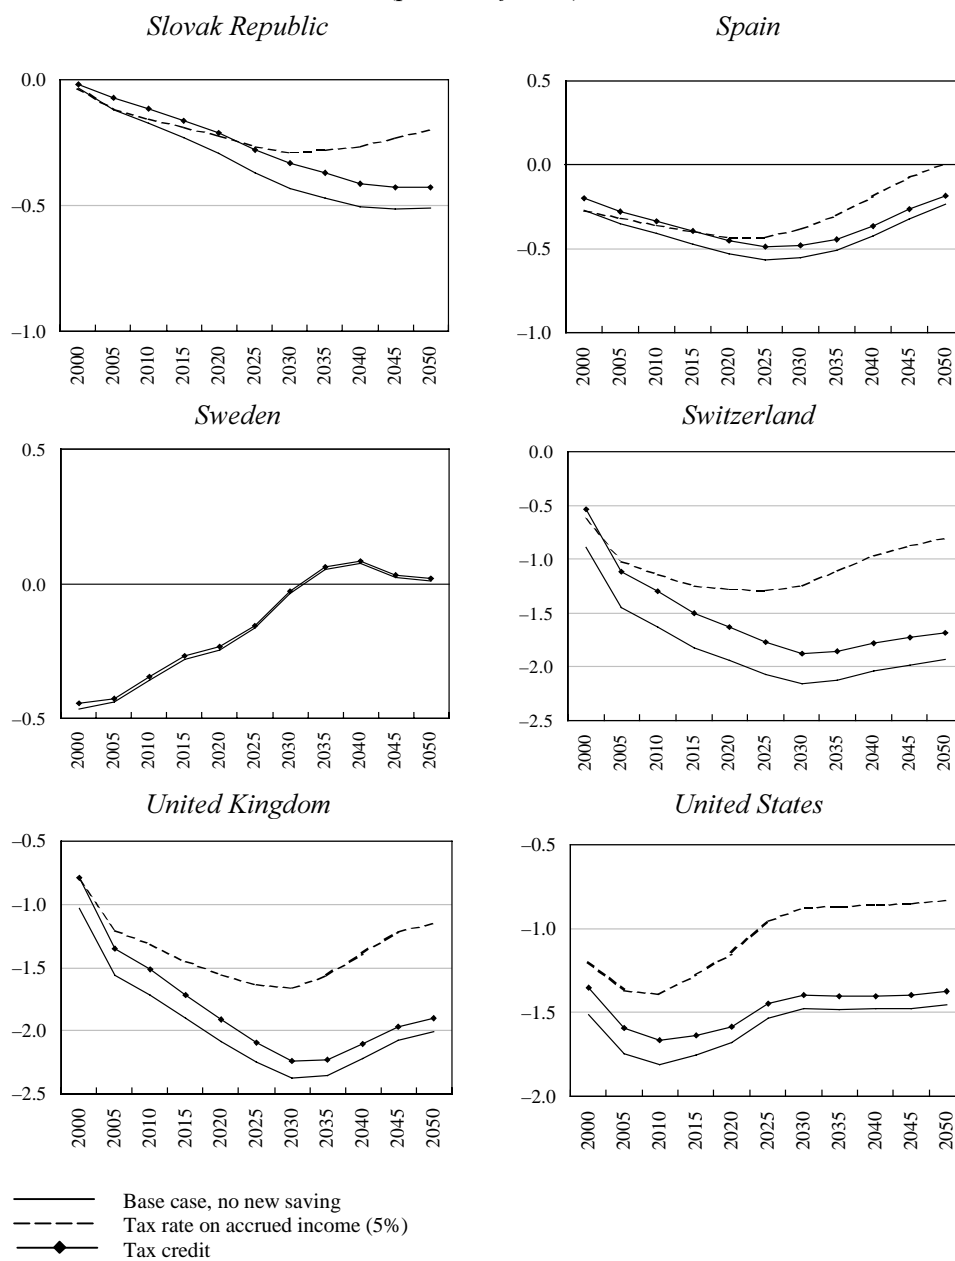 Slovak Republic
0.0
–0.5
–1.0
2000 2005 2010 2015 2020 2025 2030 2035 2040 2045 2050
Spain
0.5
0.0
–0.5
–1.0
2000 2005 2010 2015 2020 2025 2030 2035 2040 2045 2050
Sweden
0.5
0.0
–0.5
2000 2005 2010 2015 2020 2025 2030 2035 2040 2045 2050
Switzerland
0.0
–0.5
–1.0
–1.5
–2.0
–2.5
2000 2005 2010 2015 2020 2025 2030 2035 2040 2045 2050
United Kingdom
–0.5
–1.0
–1.5
–2.0
–2.5
2000 2005 2010 2015 2020 2025 2030 2035 2040 2045 2050
United States
–0.5
–1.0
–1.5
–2.0
2000 2005 2010 2015 2020 2025 2030 2035 2040 2045 2050
Base case, no new saving
Tax rate on accrued income (5%)
Tax credit